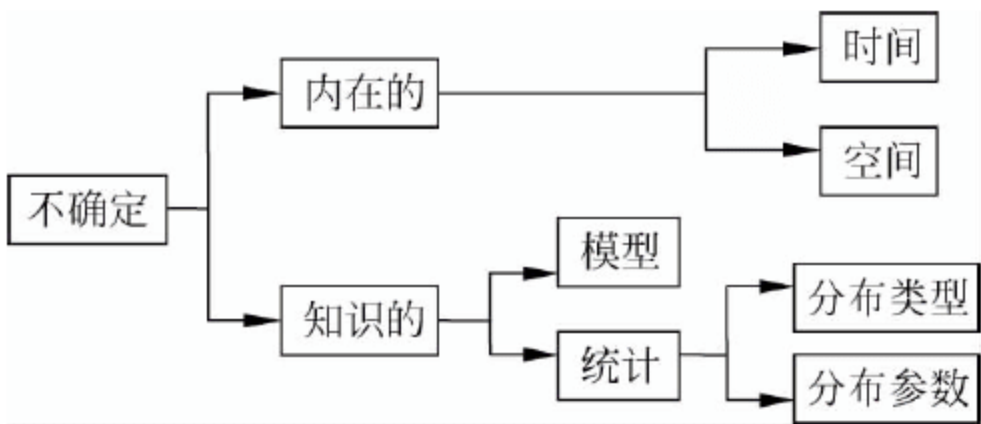 不确定
内在的
时间
空间
知识的
模型
统计
分布类型
分布参数